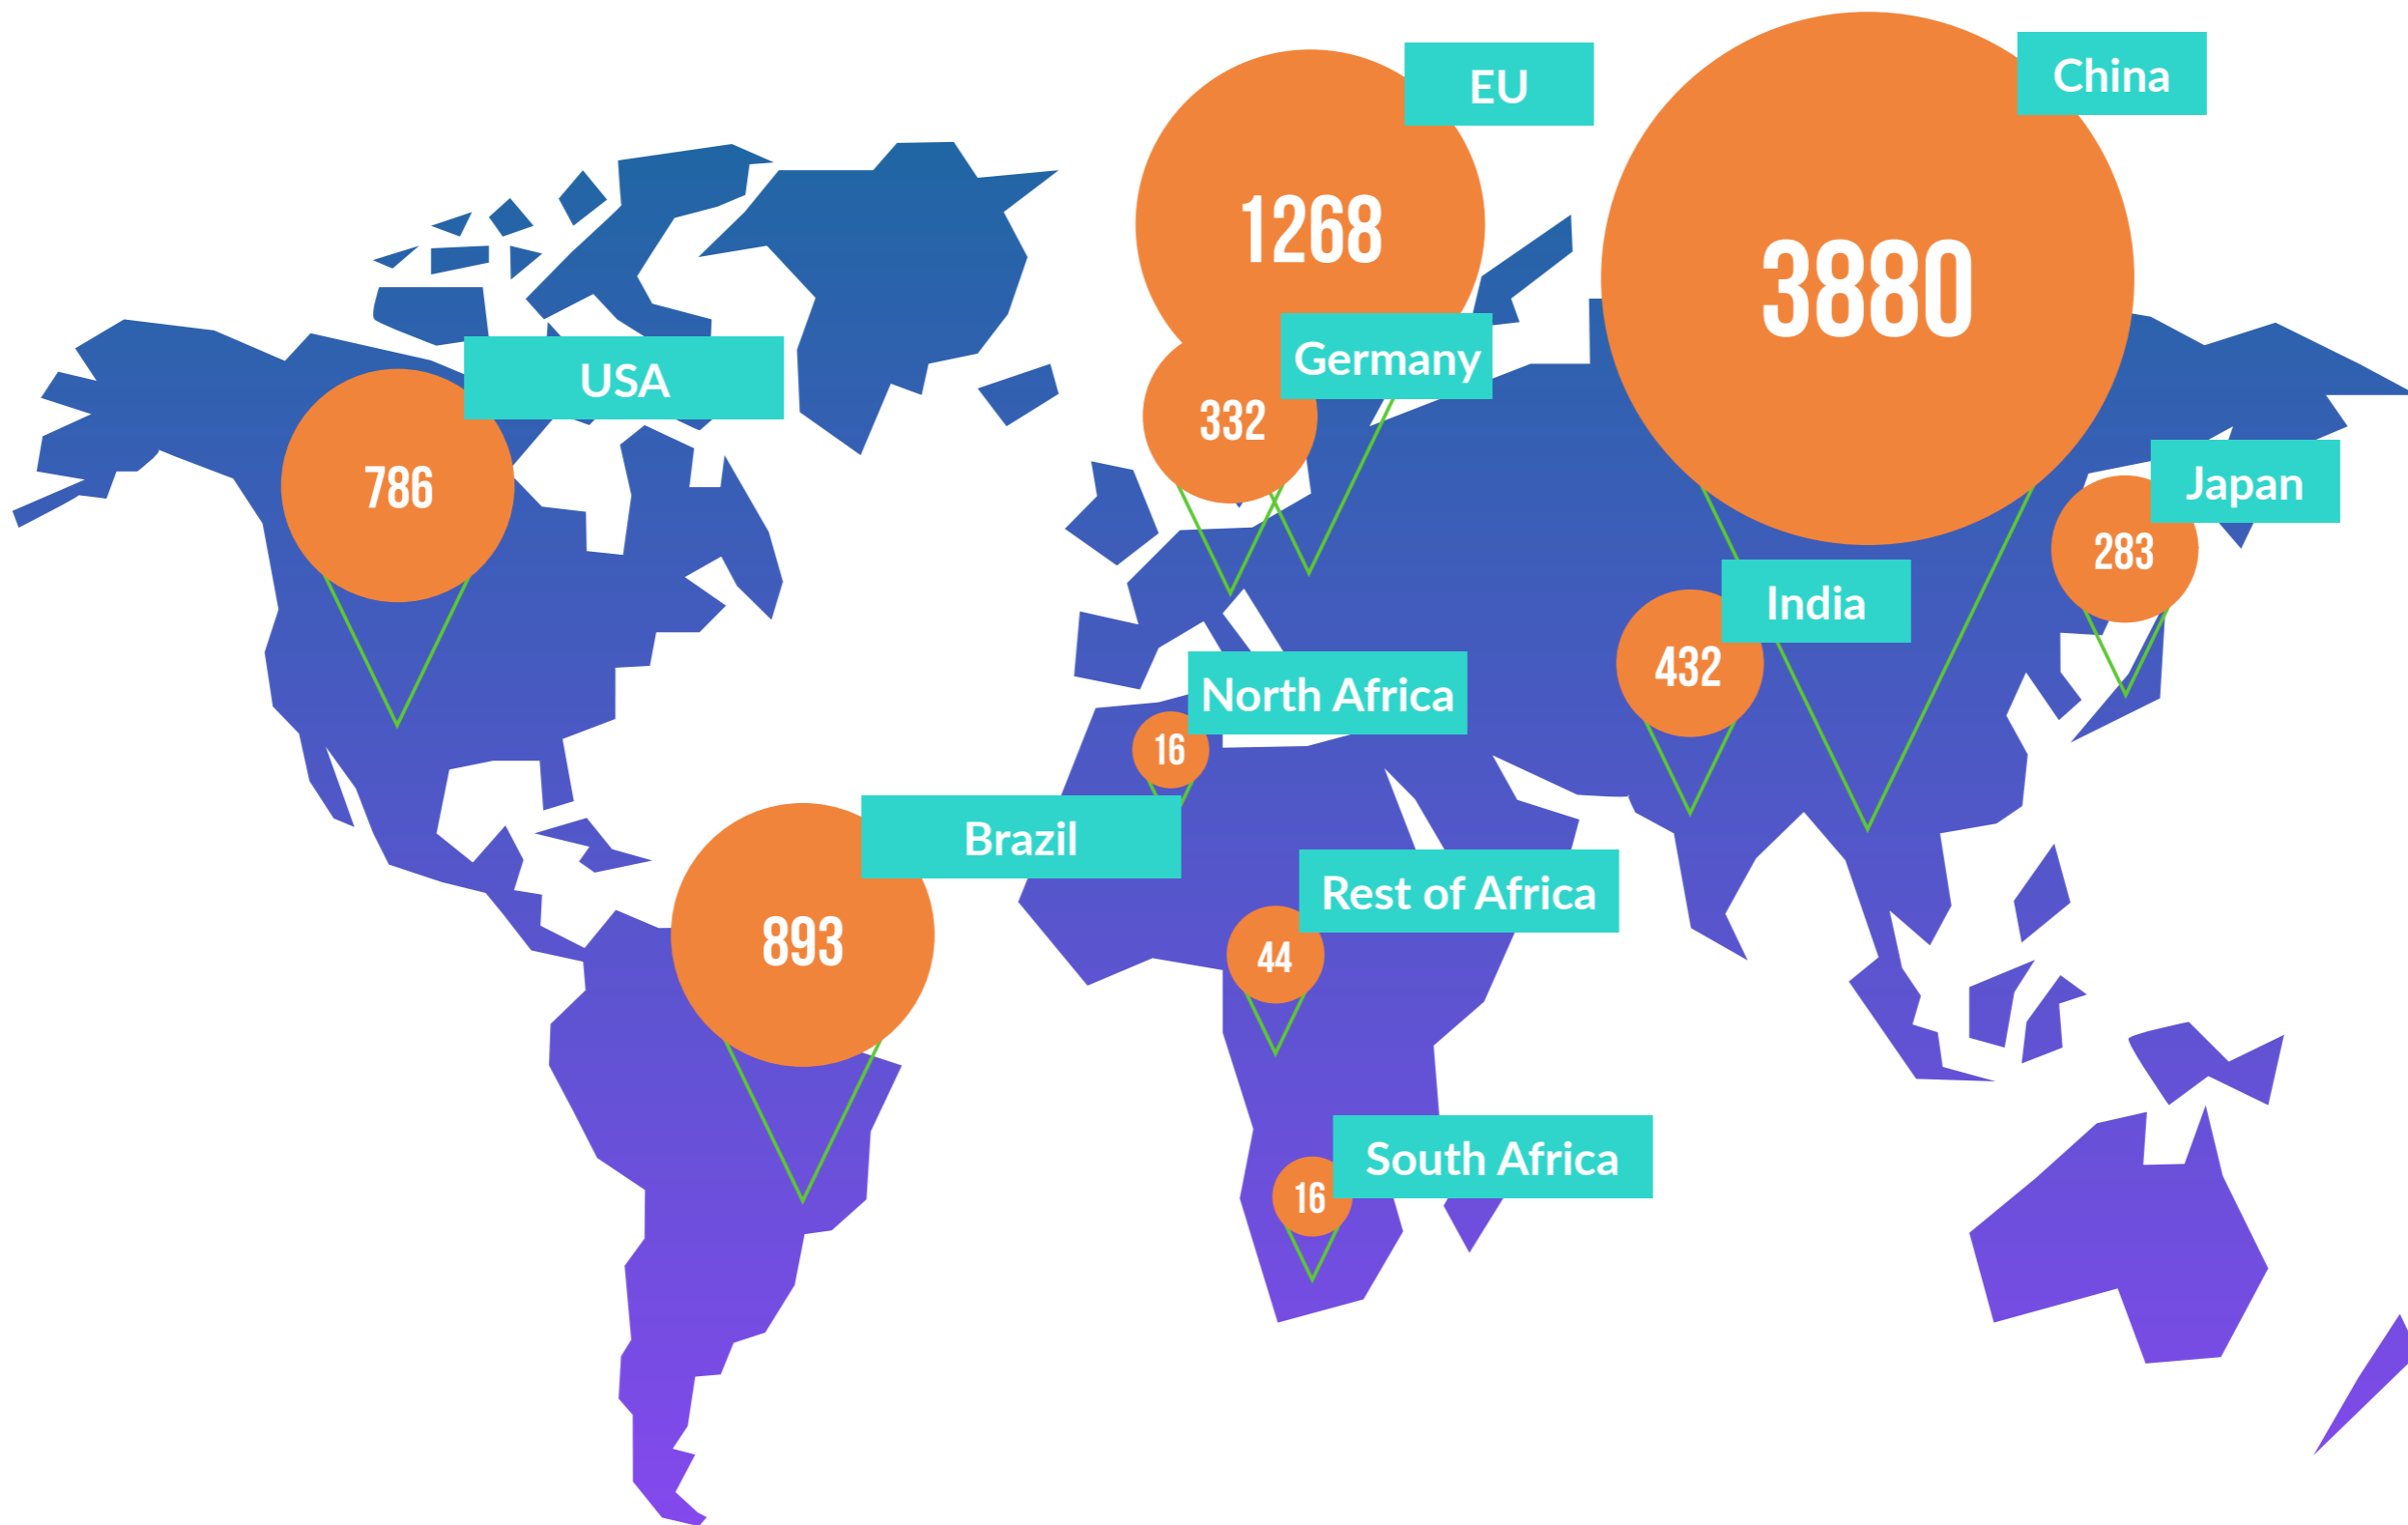 EU
1268
China
3880
Germany
332
USA
786
Japan
283
India
432
North Africa
16
Brazil
893
Rest of Africa
44
South Africa
16